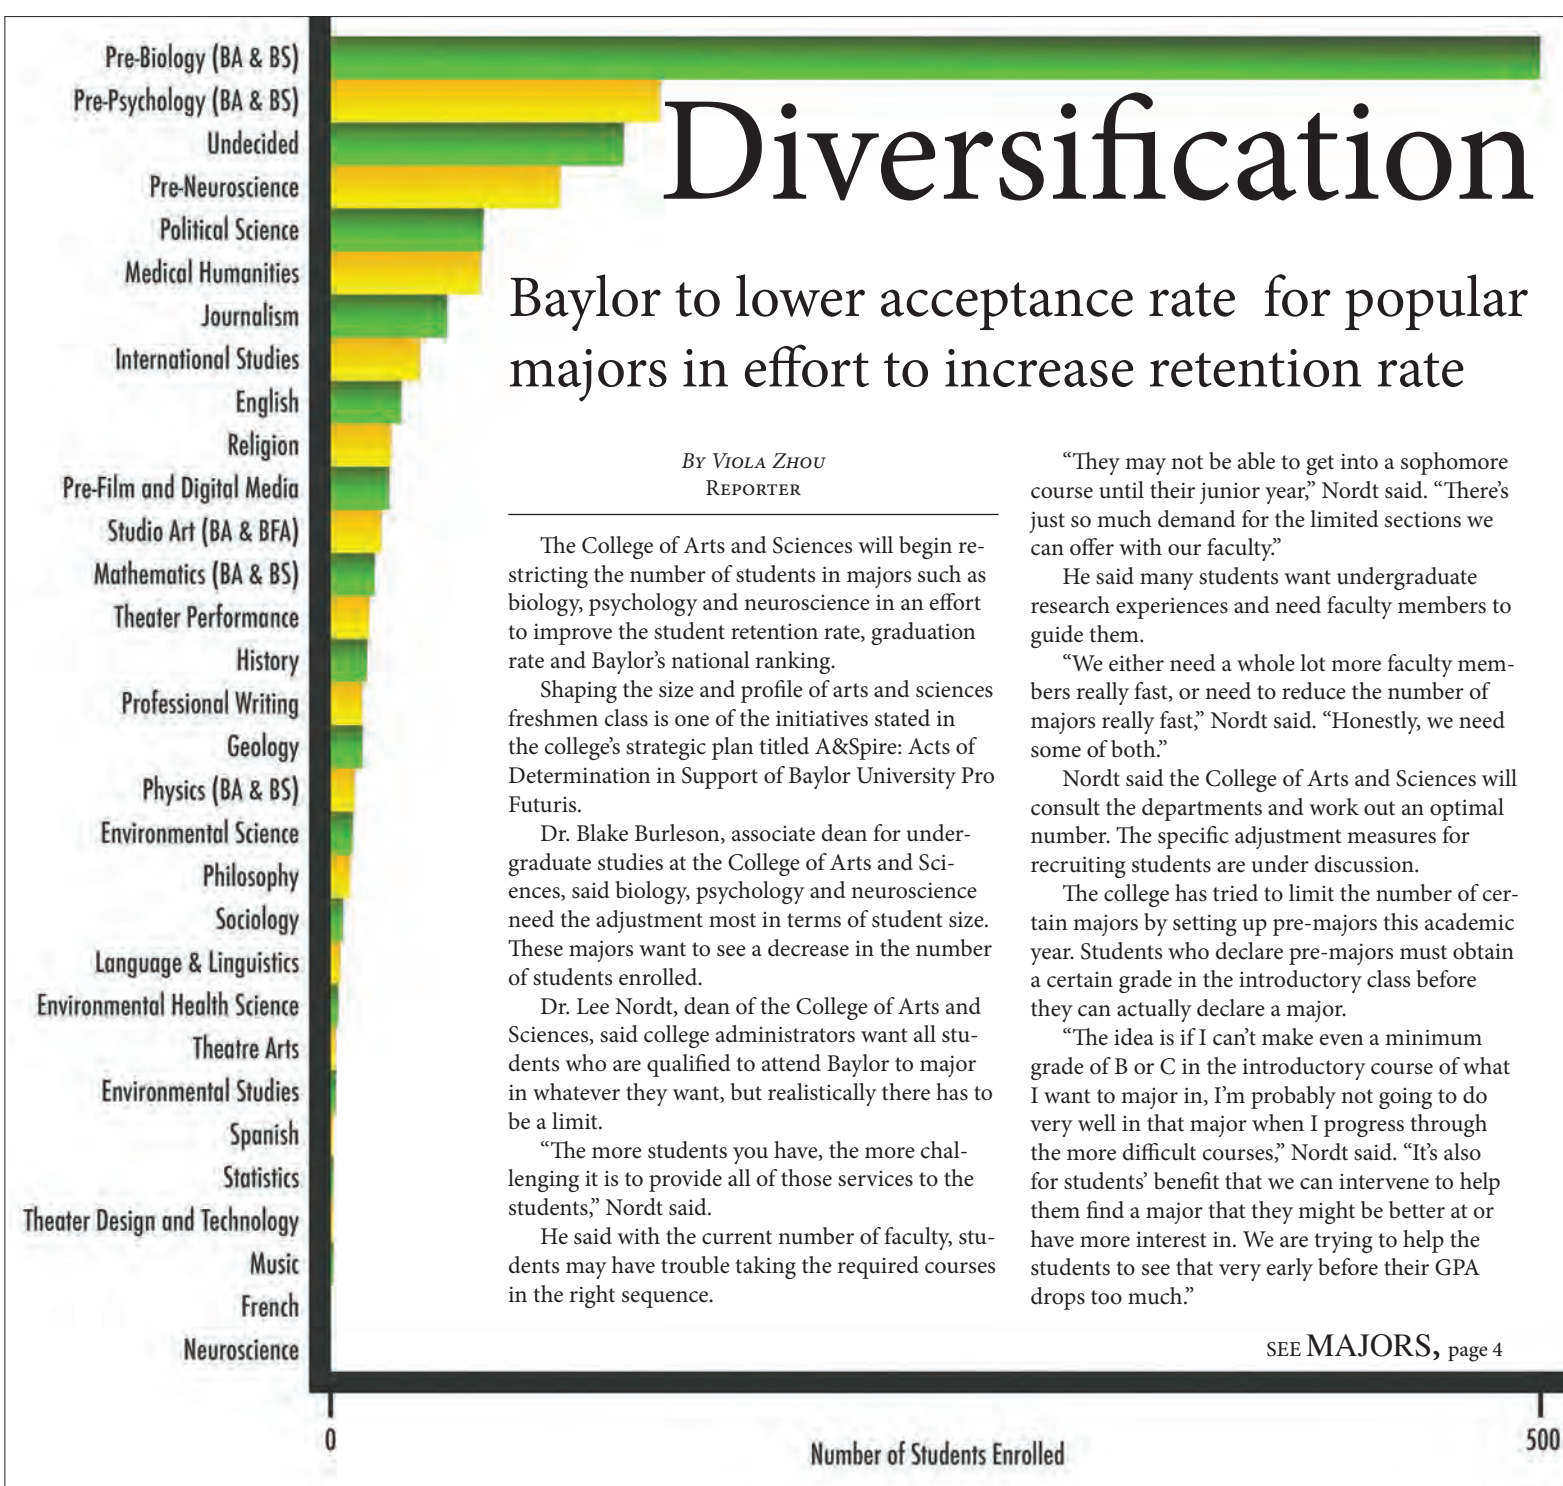 Pre-Biology (BA & BS)
Pre-Psychology (BA & BS)
Undecided
Pre-Neuroscience
Political Science
Medical Humanities
Journalism
International Studies
English
Religion
Pre-Film and Digital Media
Studio Art (BA & BFA)
Mathematics (BA & BS)
Theater Performance
History
Professional Writing
Geology
Physics (BA & BS)
Environmental Science
Philosophy
Sociology
Language & Linguistics
Environmental Health Science
Theatre Arts
Environmental Studies
Spanish
Statistics
Theater Design and Technology
Music
French
Neuroscience
0
Number of Students Enrolled
500
Diversification
Baylor to lower acceptance rate for popular
majors in effort to increase retention rate
By Viola Zhou
Reporter
The College of Arts and Sciences will begin re-
stricting the number of students in majors such as
biology, psychology and neuroscience in an effort
to improve the student retention rate, graduation
rate and Baylor's national ranking.
Shaping the size and profile of arts and sciences
freshmen class is one of the initiatives stated in
the college's strategic plan titled A&Spire: Acts of
Determination in Support of Baylor University Pro
Futuris.
Dr. Blake Burleson, associate dean for under-
graduate studies at the College of Arts and Sci-
ences, said biology, psychology and neuroscience
need the adjustment most in terms of student size.
These majors want to see a decrease in the number
of students enrolled.
Dr. Lee Nordt, dean of the College of Arts and
Sciences, said college administrators want all stu-
dents who are qualified to attend Baylor to major
in whatever they want, but realistically there has to
be a limit.
“The more students you have, the more chal-
lenging it is to provide all of those services to the
students,” Nordt said.
He said with the current number of faculty, stu-
dents may have trouble taking the required courses
in the right sequence.
“They may not be able to get into a sophomore
course until their junior year,” Nordt said. “There's
just so much demand for the limited sections we
can offer with our faculty.”
He said many students want undergraduate
research experiences and need faculty members to
guide them.
“We either need a whole lot more faculty mem-
bers really fast, or need to reduce the number of
majors really fast,” Nordt said. “Honestly, we need
some of both.”
Nordt said the College of Arts and Sciences will
consult the departments and work out an optimal
number. The specific adjustment measures for
recruiting students are under discussion.
The college has tried to limit the number of cer-
tain majors by setting up pre-majors this academic
year. Students who declare pre-majors must obtain
a certain grade in the introductory class before
they can actually declare a major.
“The idea is if I can't make even a minimum
grade of B or C in the introductory course of what
I want to major in, I'm probably not going to do
very well in that major when I progress through
the more difficult courses,” Nordt said. “It's also
for students' benefit that we can intervene to help
them find a major that they might be better at or
have more interest in. We are trying to help the
students to see that very early before their GPA
drops too much.”
SEE MAJORS, page 4